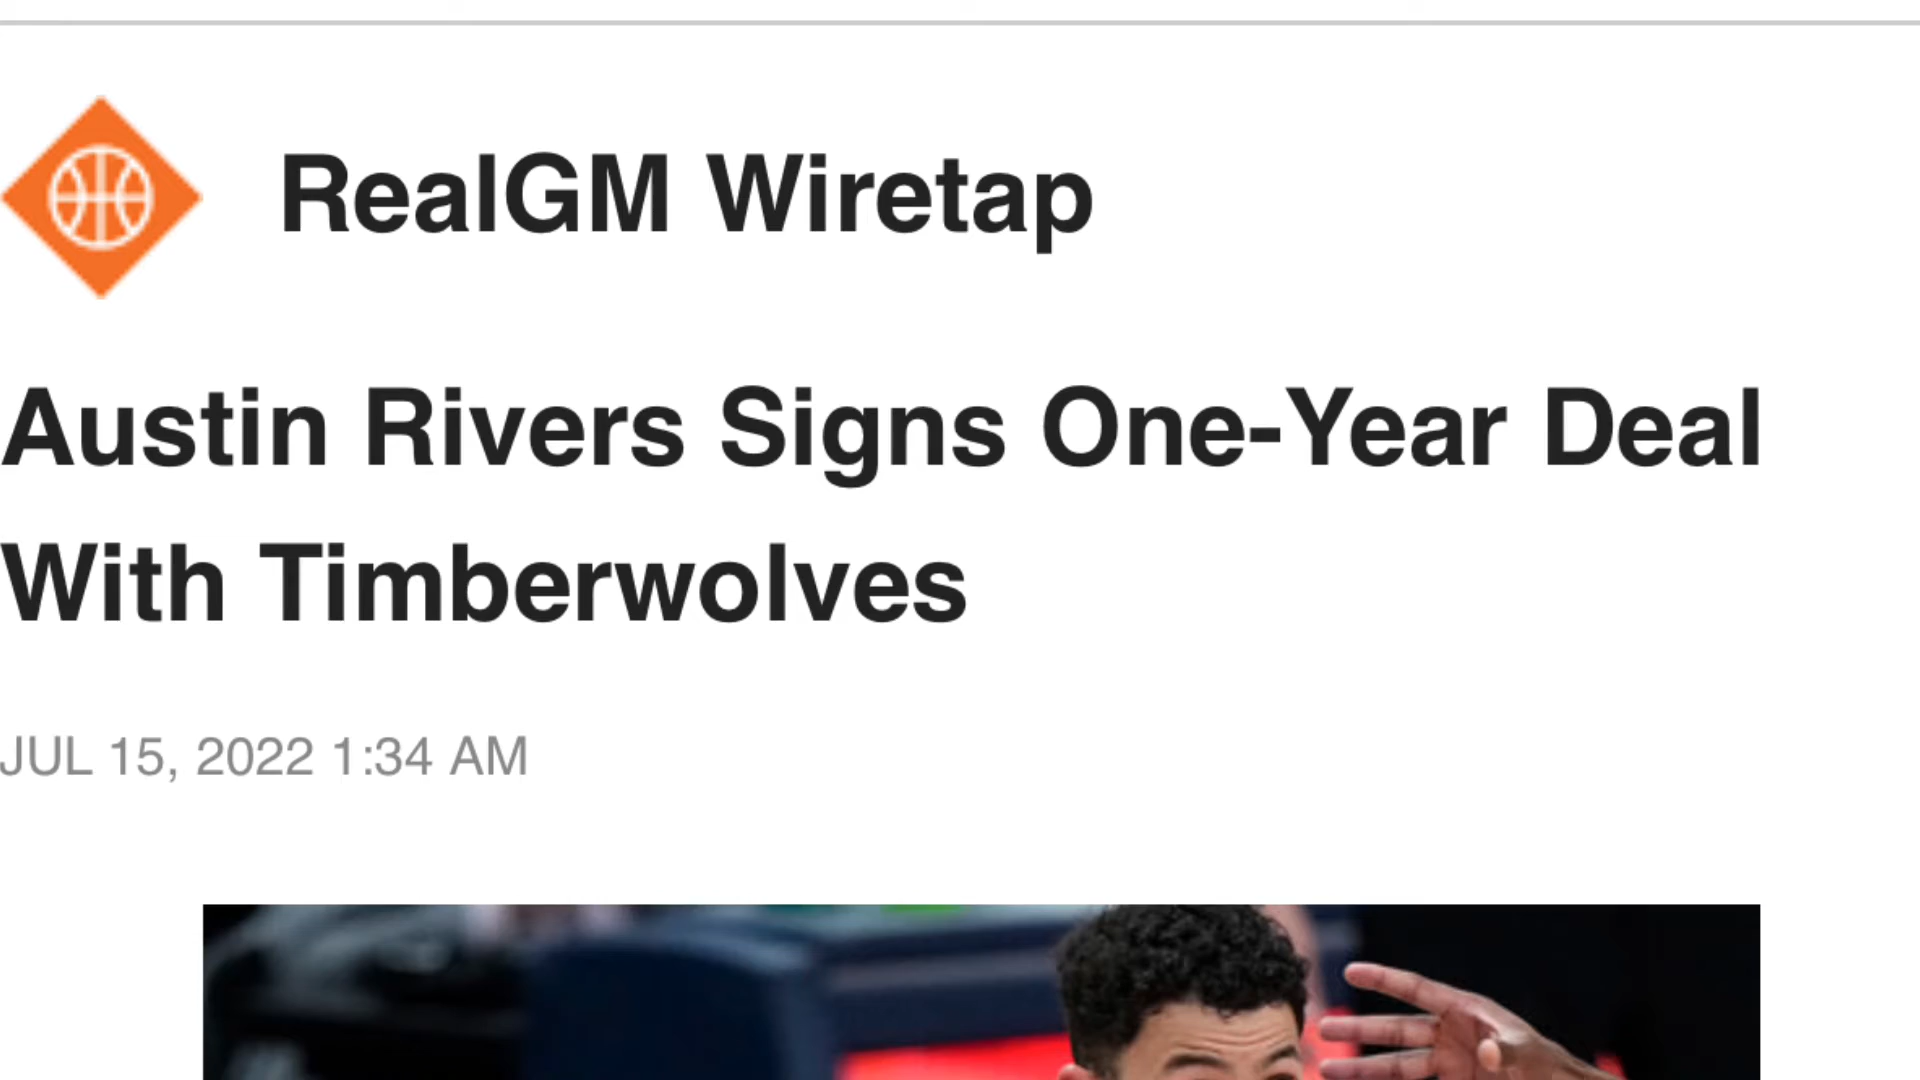 RealGM Wiretap
Austin Rivers Signs One-Year Deal
With Timberwolves
JUL 15, 2022 1:34 AM